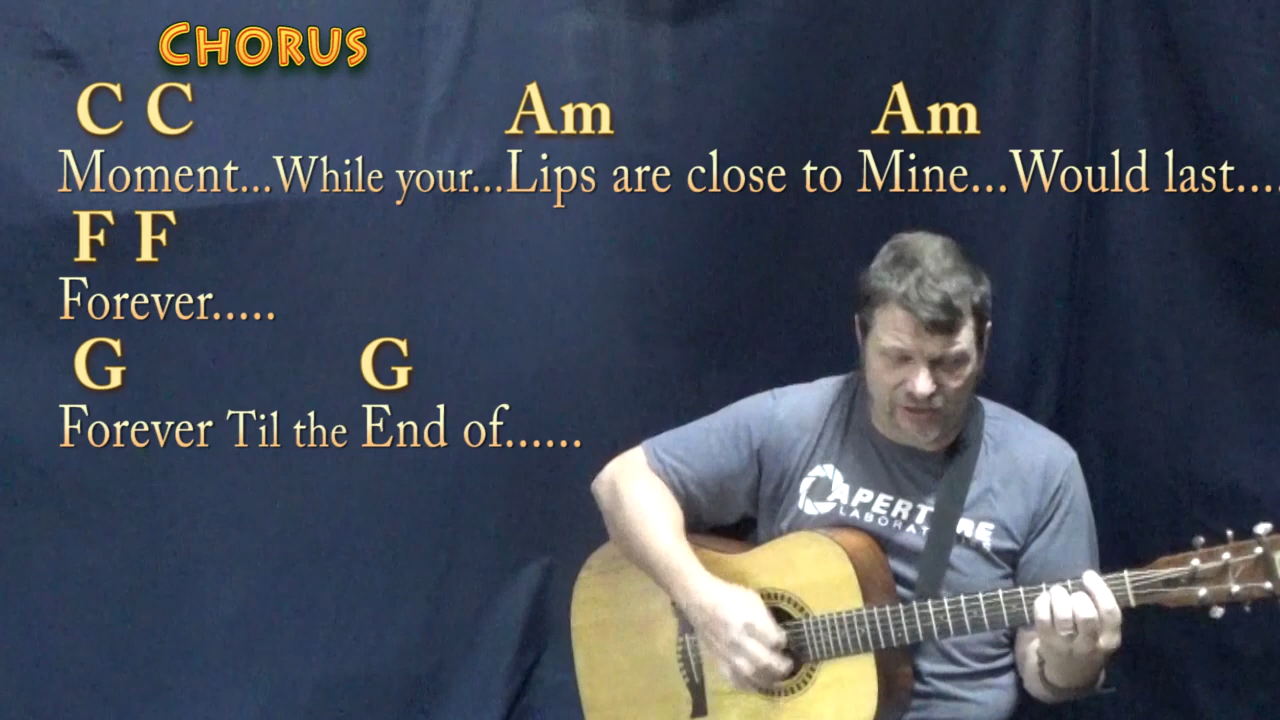 CHORUS
C C Am Am
Moment...While your...Lips are close to Mine...Would last....
F F
Forever.....
G G
Forever Til the End of......
APERTURE
LABORATORIES